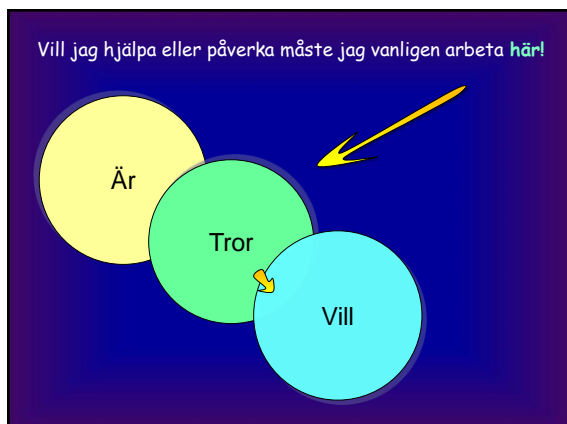 Vill jag hjälpa eller påverka måste jag vanligen arbeta här!
Är
Tror
Vill